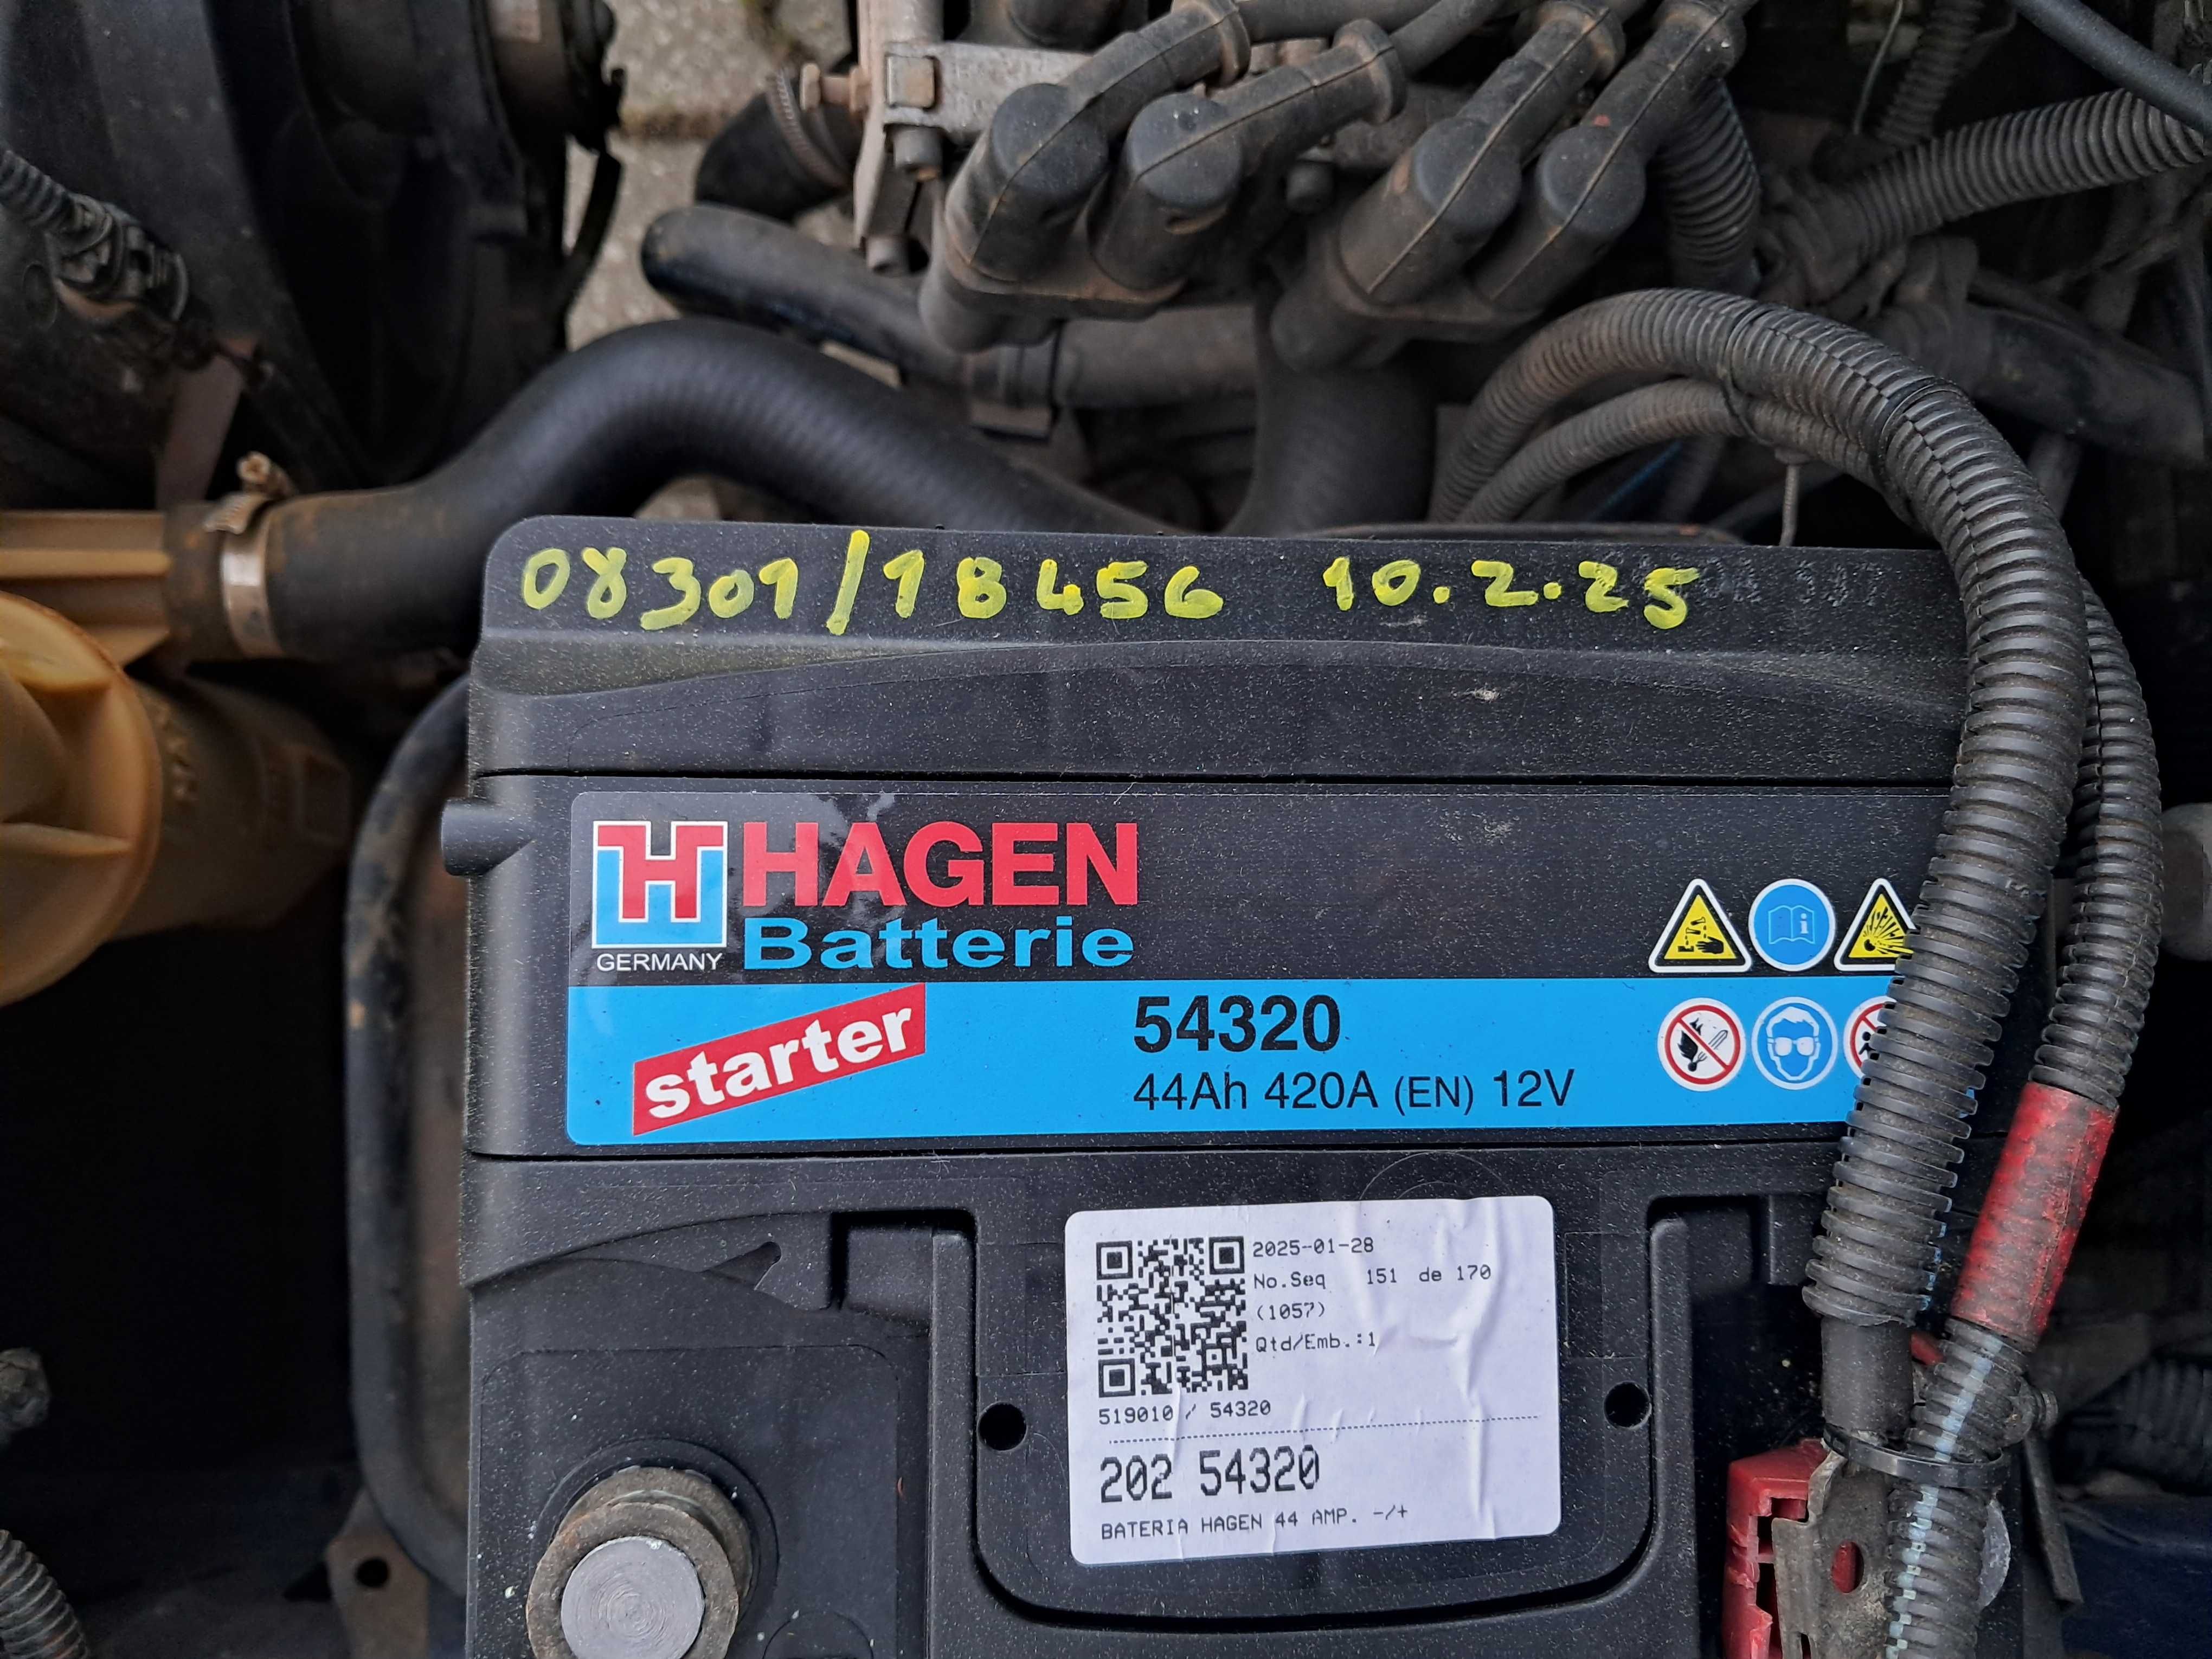 08301/18456 10.2.25
HAGEN
Batterie
GERMANY
starter
54320
44Ah 420A (EN) 12V
2025-01-28
No.Seq 151 de 170
(1057)
Qtd/Emb.:1
519010 / 54320
202 54320
BATERIA HAGEN 44 AMP. -/+